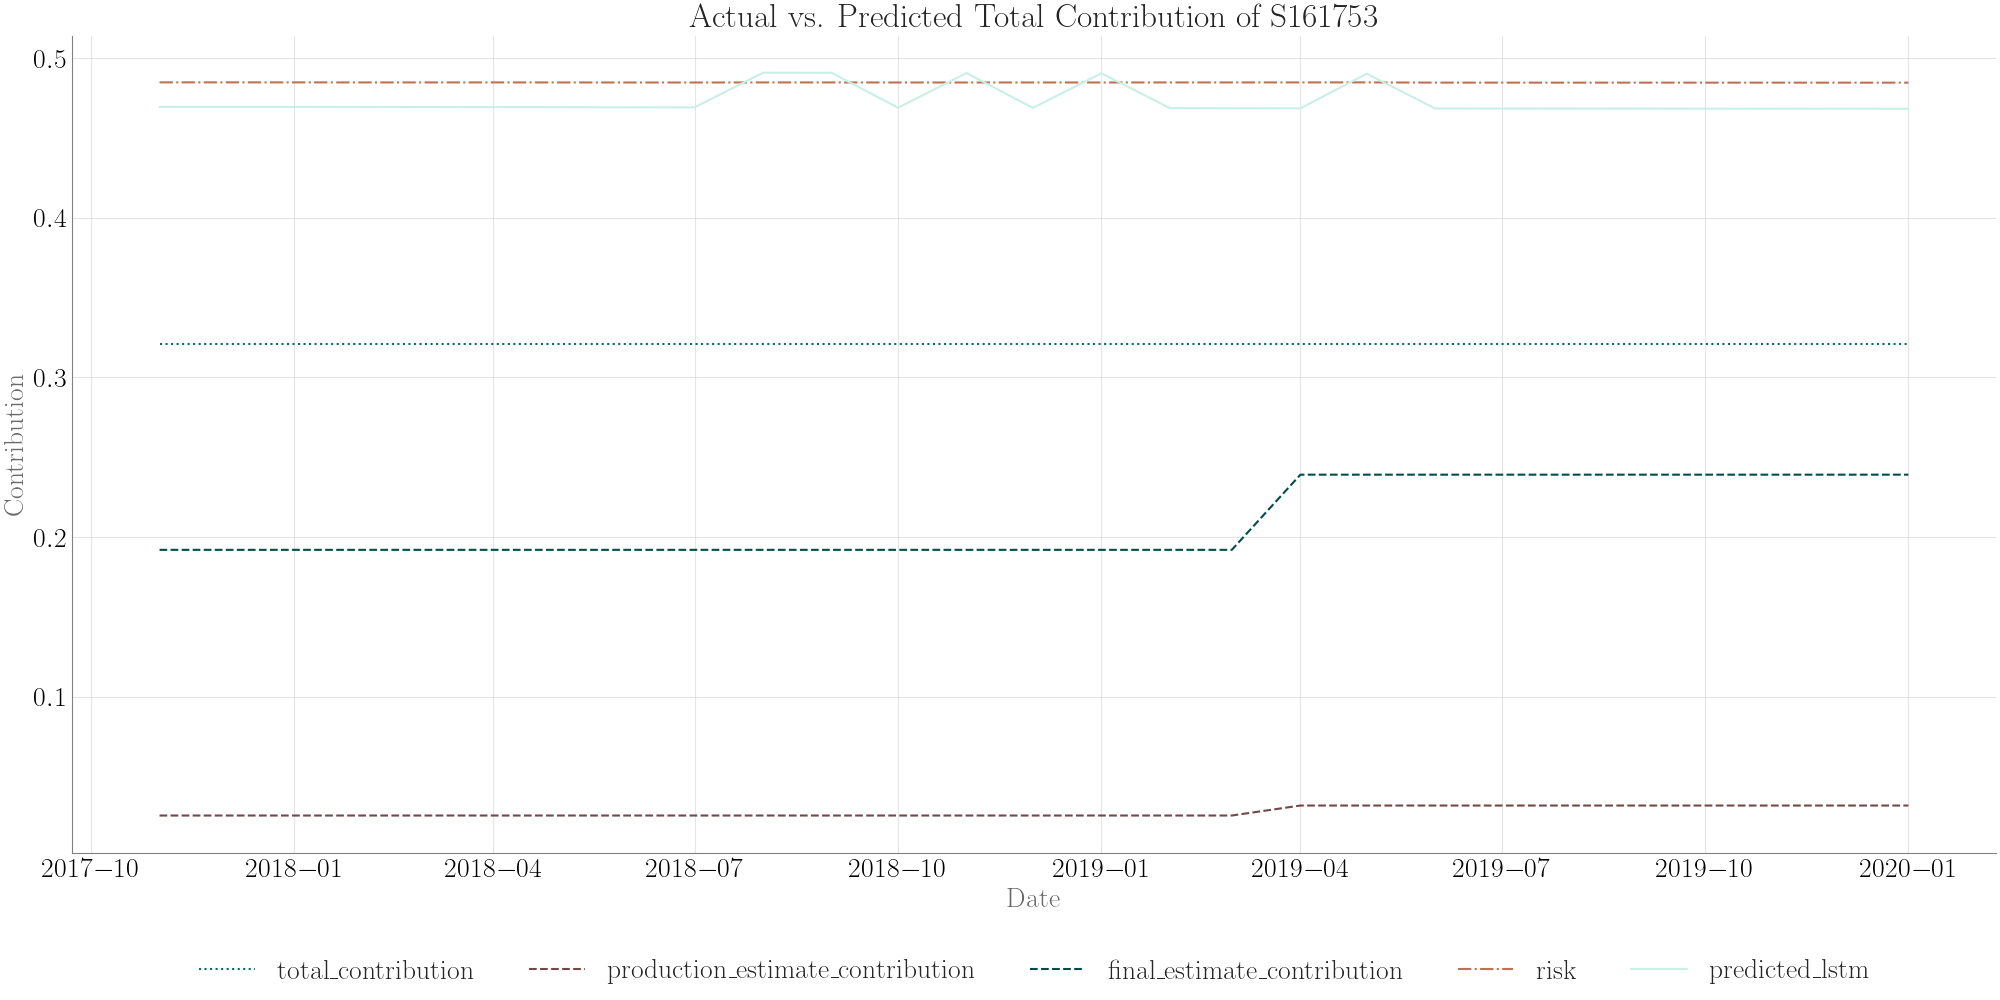 Actual vs. Predicted Total Contribution of S161753
0.5
0.4
0.3
0.2
0.1
Contribution
2017−10 2018−01 2018−04 2018−07 2018−10 2019−01 2019−04 2019−07 2019−10 2020−01
Date
total_contribution production_estimate_contribution final_estimate_contribution risk predicted_lstm